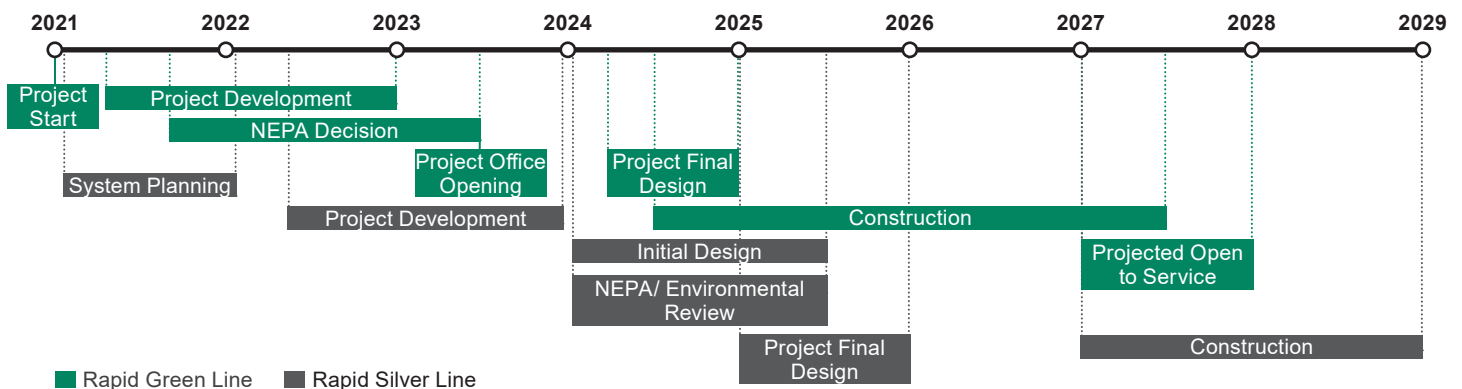 2021 2022 2023 2024 2025 2026 2027 2028 2029
Project
Start
Project Development
NEPA Decision
Project Office
Opening
Project Final
Design
System Planning
Project Development
Construction
Initial Design
Projected Open
to Service
NEPA/ Environmental
Review
Project Final
Design
Construction
Rapid Green Line
Rapid Silver Line